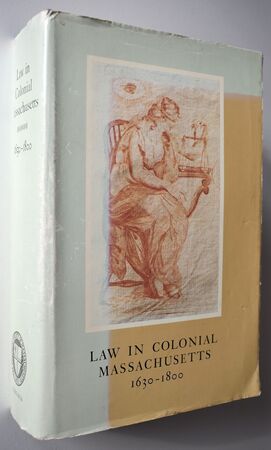 Law in
Colonial
Massachusetts
1630-1800
LAW IN COLONIAL
MASSACHUSETTS
1630-1800